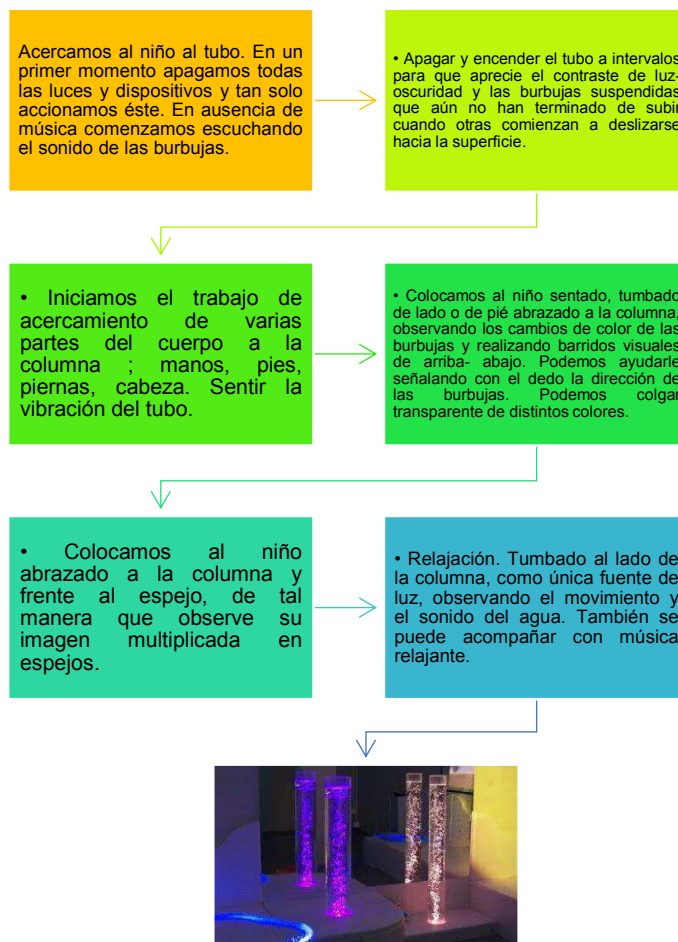 Acercamos al niño al tubo. En un
primer momento apagamos todas
las luces y dispositivos y tan solo
accionamos éste. En ausencia de
música comenzamos escuchando
el sonido de las burbujas.
• Apagar y encender el tubo a intervalos
para que aprecie el contraste de luz-
oscuridad y las burbujas suspendidas
que aún no han terminado de subir
cuando otras comienzan a deslizarse
hacia la superficie.
• Iniciamos el trabajo de
acercamiento de varias
partes del cuerpo a la
columna ; manos, pies,
piernas, cabeza. Sentir la
vibración del tubo.
• Colocamos al niño sentado, tumbado
de lado o de pié abrazado a la columna,
observando los cambios de color de las
burbujas y realizando barridos visuales
de arriba- abajo. Podemos ayudarle
señalando con el dedo la dirección de
las burbujas. Podemos colgar
transparente de distintos colores.
• Colocamos al niño
abrazado a la columna y
frente al espejo, de tal
manera que observe su
imagen multiplicada en
espejos.
• Relajación. Tumbado al lado de
la columna, como única fuente de
luz, observando el movimiento y
el sonido del agua. También se
puede acompañar con música
relajante.